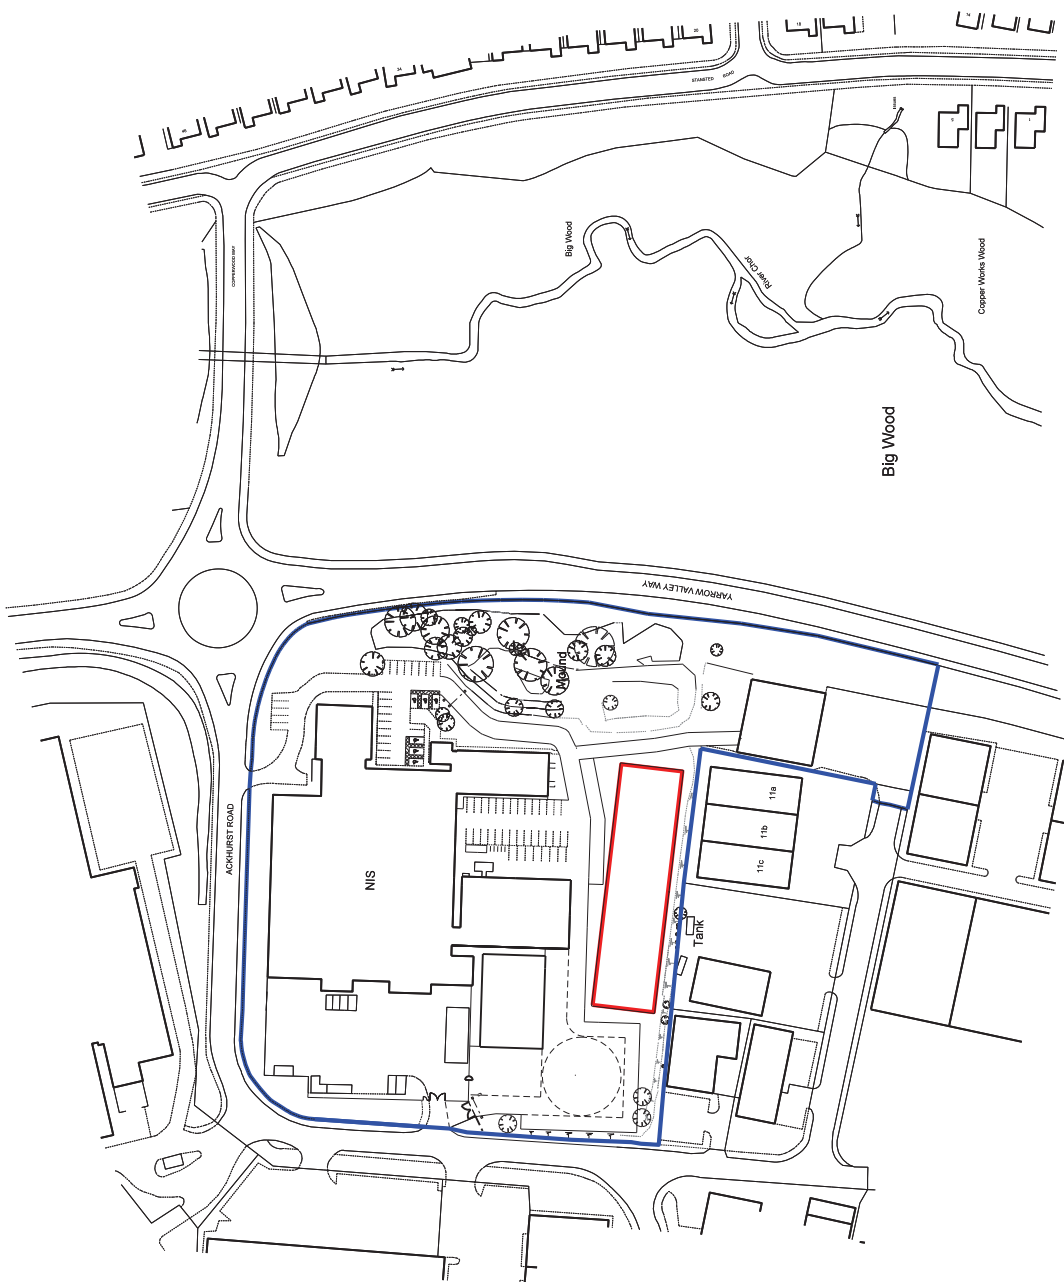 STANSTED ROAD
COPPERWOOD WAY
Big Wood
River Chor
Copper Works Wood
Big Wood
YARROW VALLEY WAY
ACKHURST ROAD
Mound
NIS
11a
11b
11c
Tank